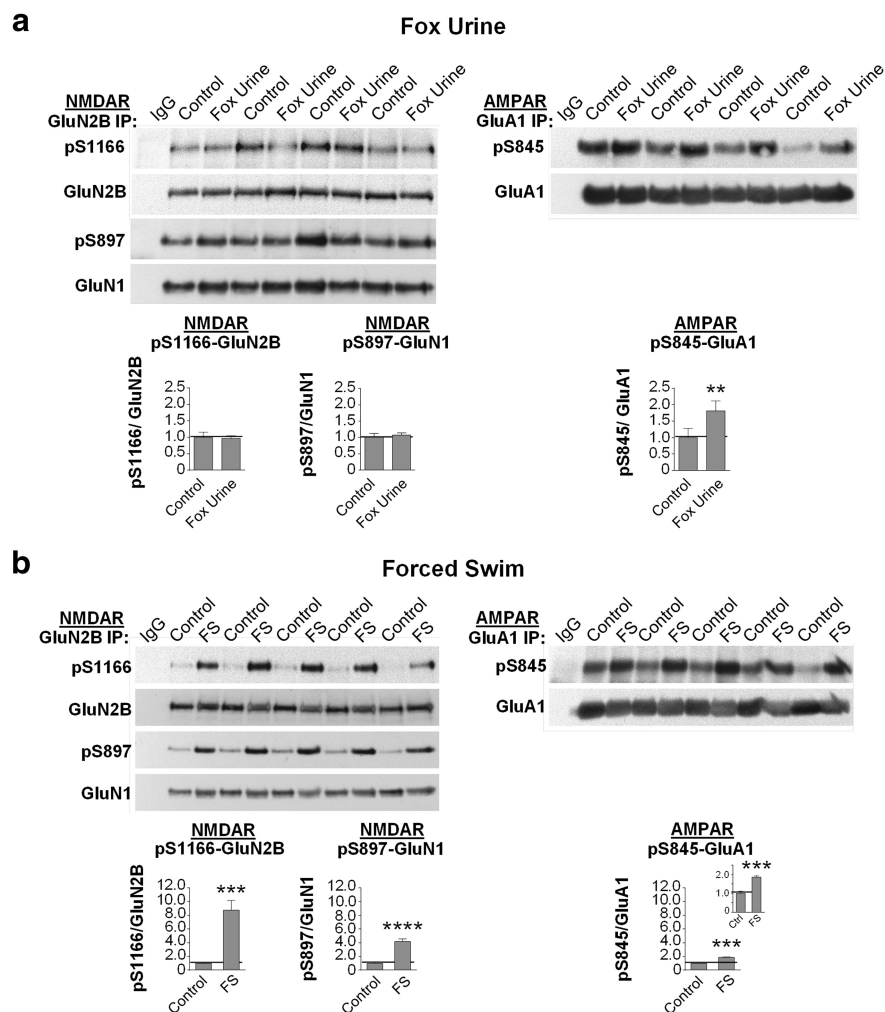 a
Fox Urine
NMDAR
GluN2B IP:
IgG
Control
Fox Urine
Control
Fox Urine
Control
Fox Urine
Control
Fox Urine
pS1166
GluN2B
pS897
GluN1
AMPAR
GluA1 IP:
IgG
Control
Fox Urine
Control
Fox Urine
Control
Fox Urine
Control
Fox Urine
pS845
GluA1
NMDAR
pS1166-GluN2B
pS1166/ GluN2B
2.5
2.0
1.5
1.0
0.5
0
Control
Fox Urine
NMDAR
pS897-GluN1
pS897/GluN1
2.5
2.0
1.5
1.0
0.5
0
Control
Fox Urine
AMPAR
pS845-GluA1
pS845/ GluA1
2.5
2.0
1.5
1.0
0.5
0
**
Control
Fox Urine
b
Forced Swim
NMDAR
GluN2B IP:
IgG
Control
FS
Control
FS
Control
FS
Control
FS
Control
FS
pS1166
GluN2B
pS897
GluN1
AMPAR
GluA1 IP:
IgG
Control
FS
Control
FS
Control
FS
Control
FS
Control
FS
pS845
GluA1
NMDAR
pS1166-GluN2B
pS1166/GluN2B
12.0
10.0
8.0
6.0
4.0
2.0
0
***
Control
FS
NMDAR
pS897-GluN1
pS897/GluN1
12.0
10.0
8.0
6.0
4.0
2.0
0
****
Control
FS
AMPAR
pS845-GluA1
pS845/GluA1
12.0
10.0
8.0
6.0
4.0
2.0
0
***
Control
FS
2.0
1.0
0
***
Ctrl
FS